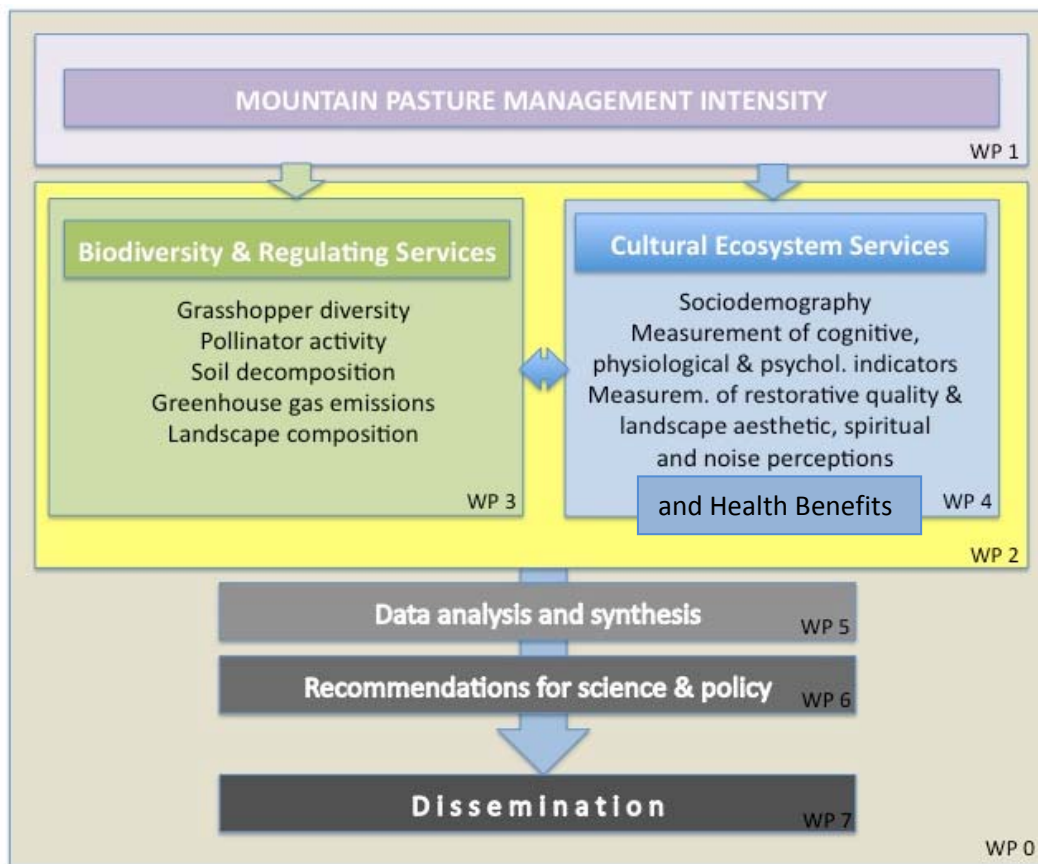 MOUNTAIN PASTURE MANAGEMENT INTENSITY
WP 1
Biodiversity & Regulating Services
Grasshopper diversity
Pollinator activity
Soil decomposition
Greenhouse gas emissions
Landscape composition
WP 3
Cultural Ecosystem Services
Sociodemography
Measurement of cognitive,
physiological & psychol. indicators
Measurem. of restorative quality &
landscape aesthetic, spiritual
and noise perceptions
and Health Benefits
WP 4
WP 2
Data analysis and synthesis
WP 5
Recommendations for science & policy
WP 6
Dissemination
WP 7
WP 0